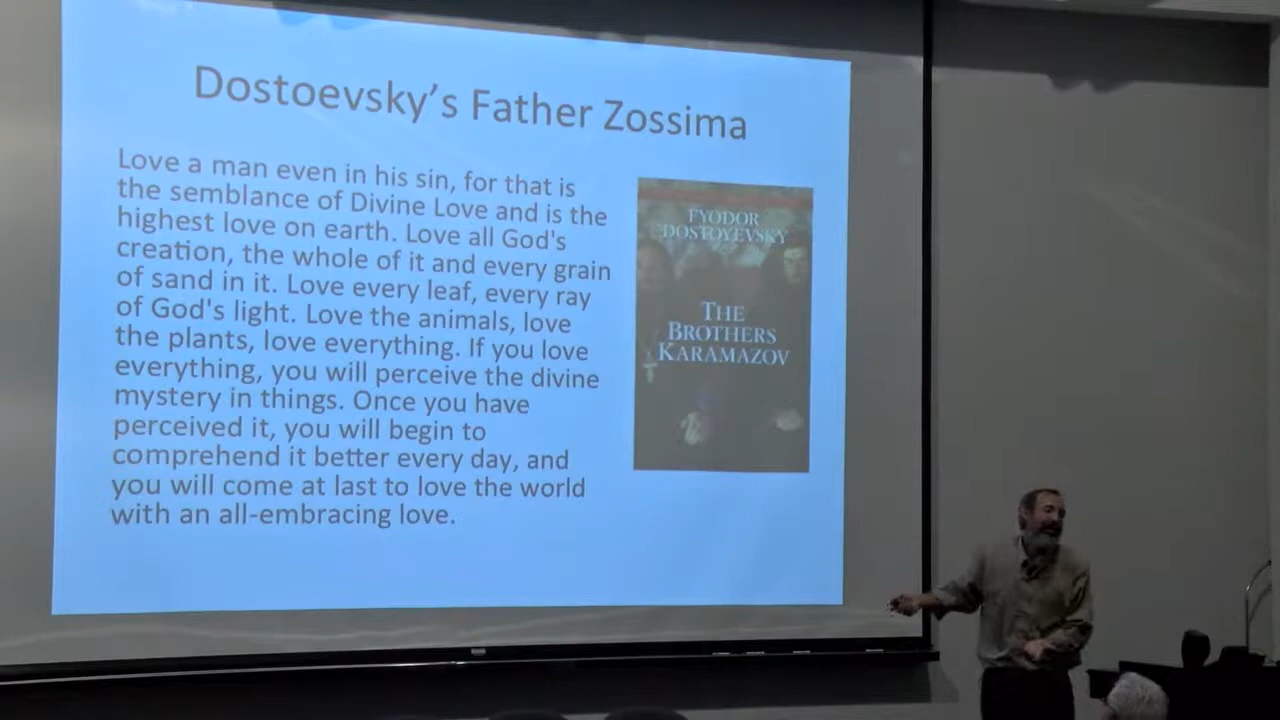 Dostoevsky's Father Zossima
Love a man even in his sin, for that is
the semblance of Divine Love and is the
highest love on earth. Love all God's
creation, the whole of it and every grain
of sand in it. Love every leaf, every ray
of God's light. Love the animals, love
the plants, love everything. If you love
everything, you will perceive the divine
mystery in things. Once you have
perceived it, you will begin to
comprehend it better every day, and
you will come at last to love the world
with an all-embracing love.
FYODOR
DOSTOYEVSKY
THE
BROTHERS
KARAMAZOV